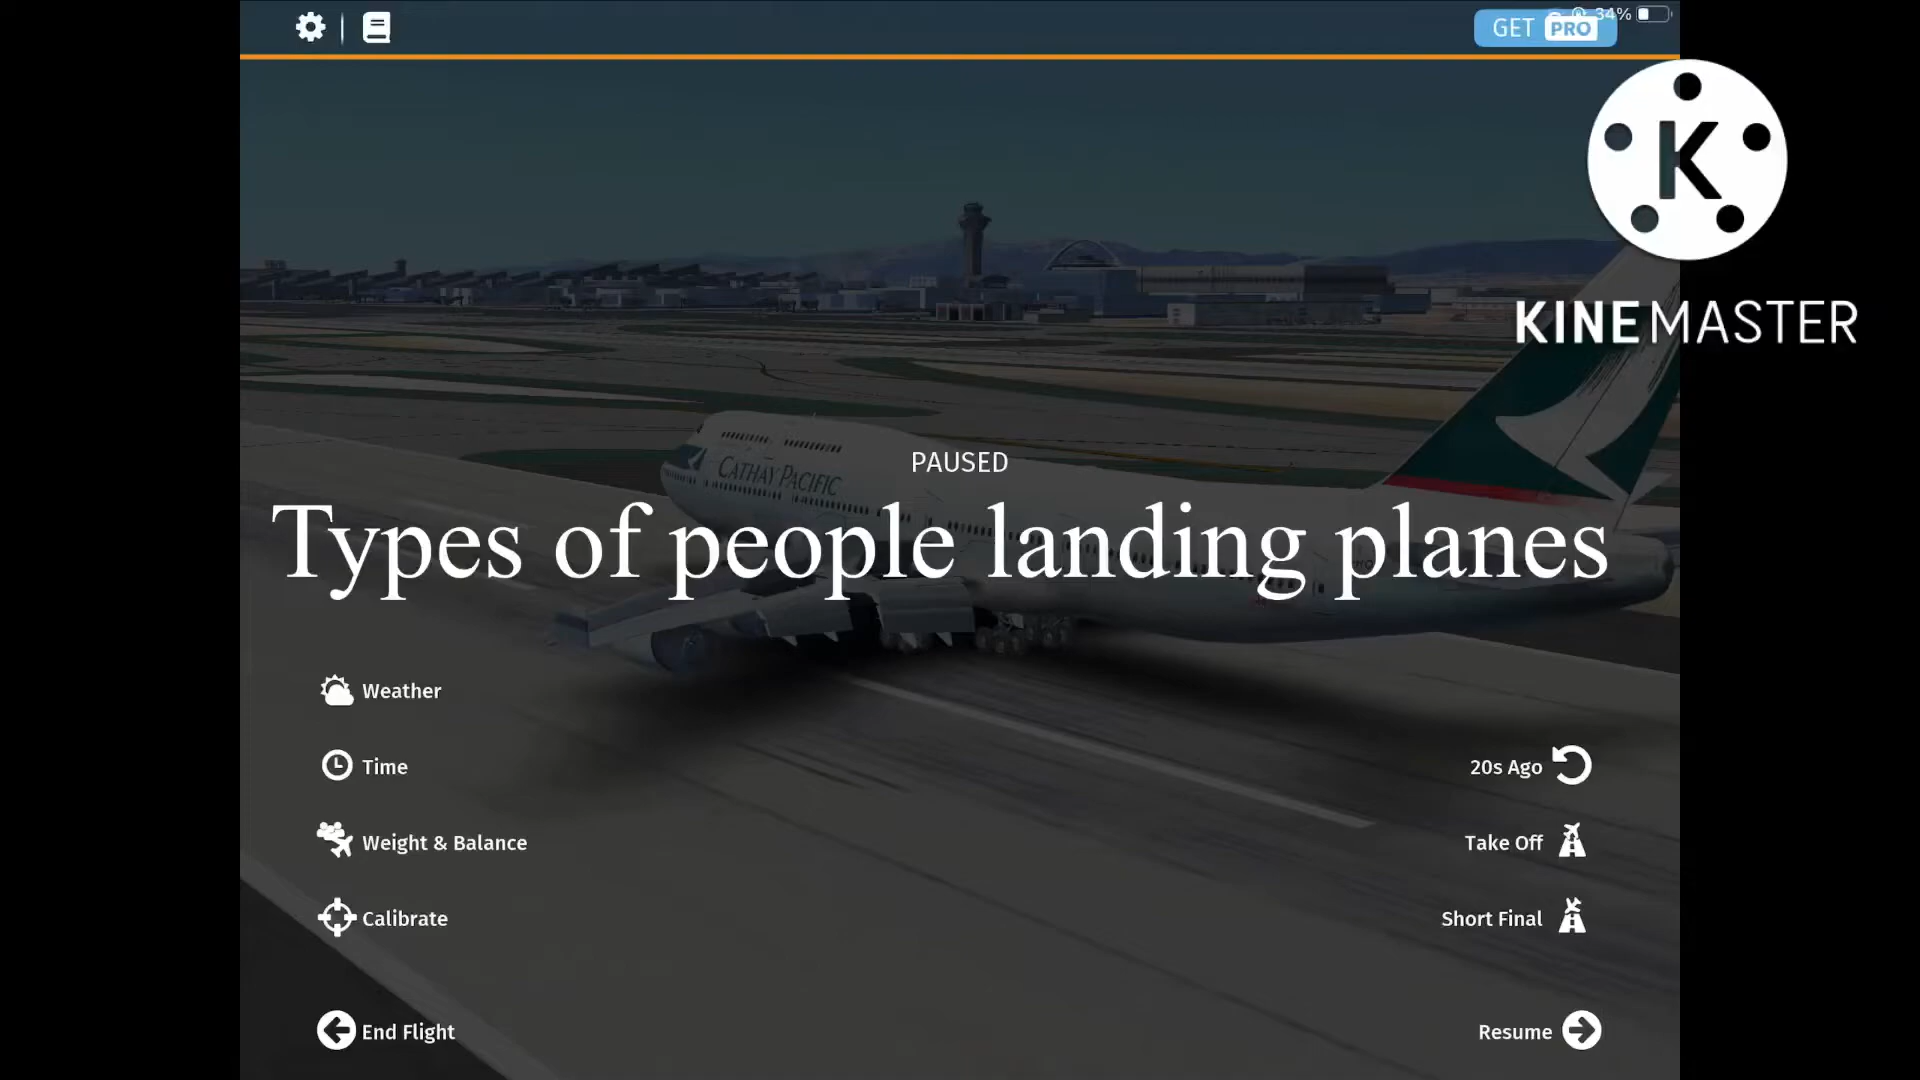 GET PRO
34%
K
KINEMASTER
CATHAY PACIFIC
PAUSED
Types of people landing planes
Weather
Time
20s Ago
Weight & Balance
Take Off
Calibrate
Short Final
End Flight
Resume